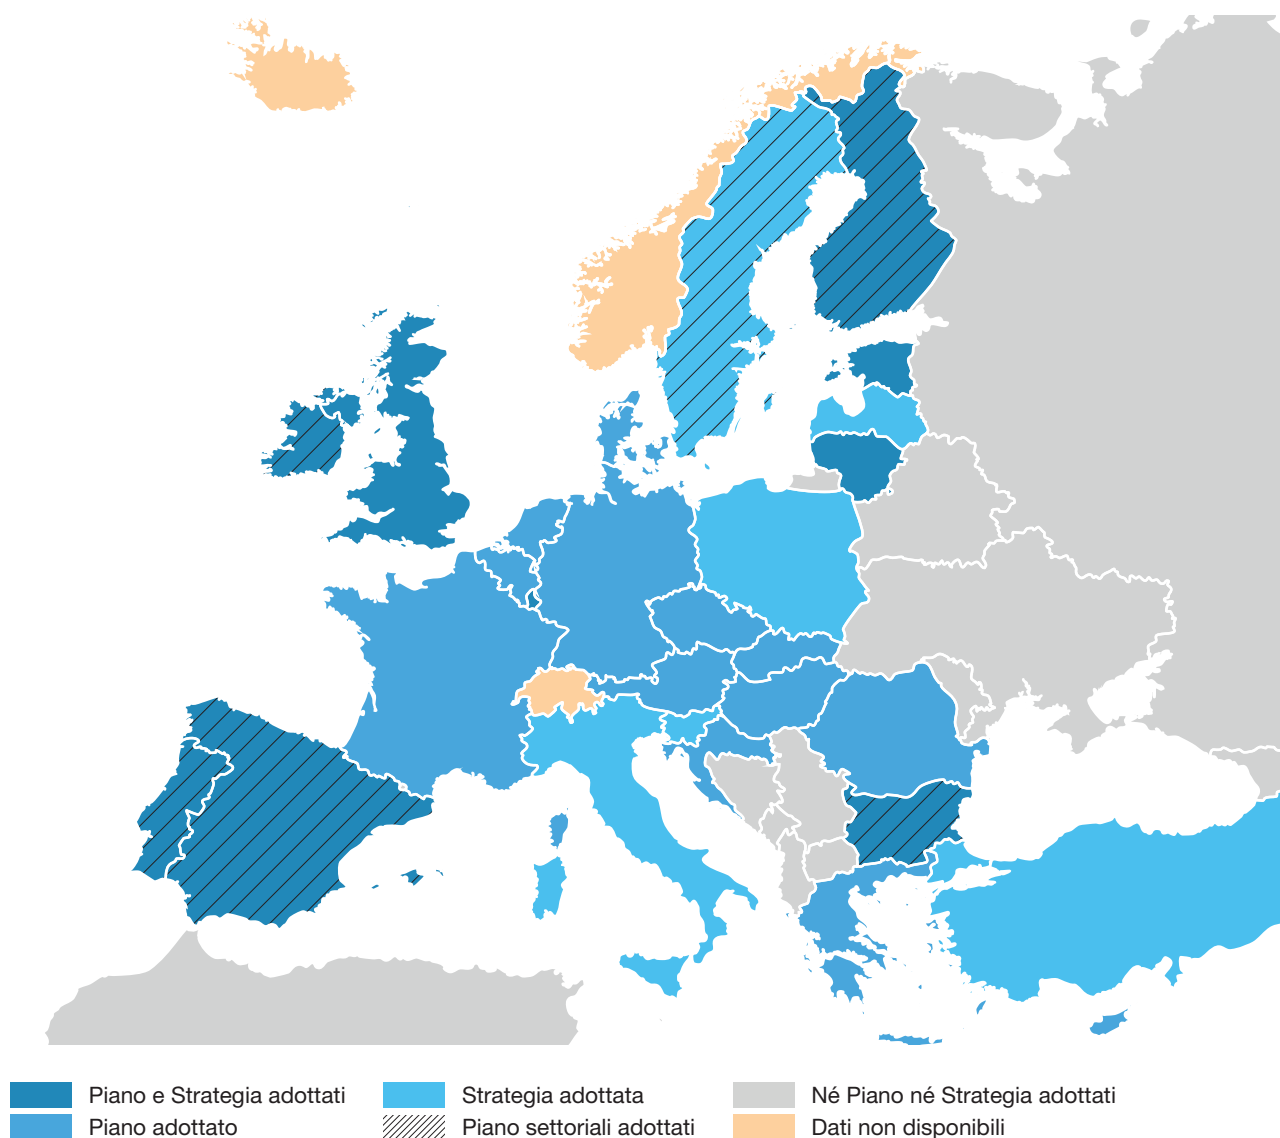 Piano e Strategia adottati
Strategia adottata
Né Piano né Strategia adottati
Piano adottato
Piano settoriali adottati
Dati non disponibili